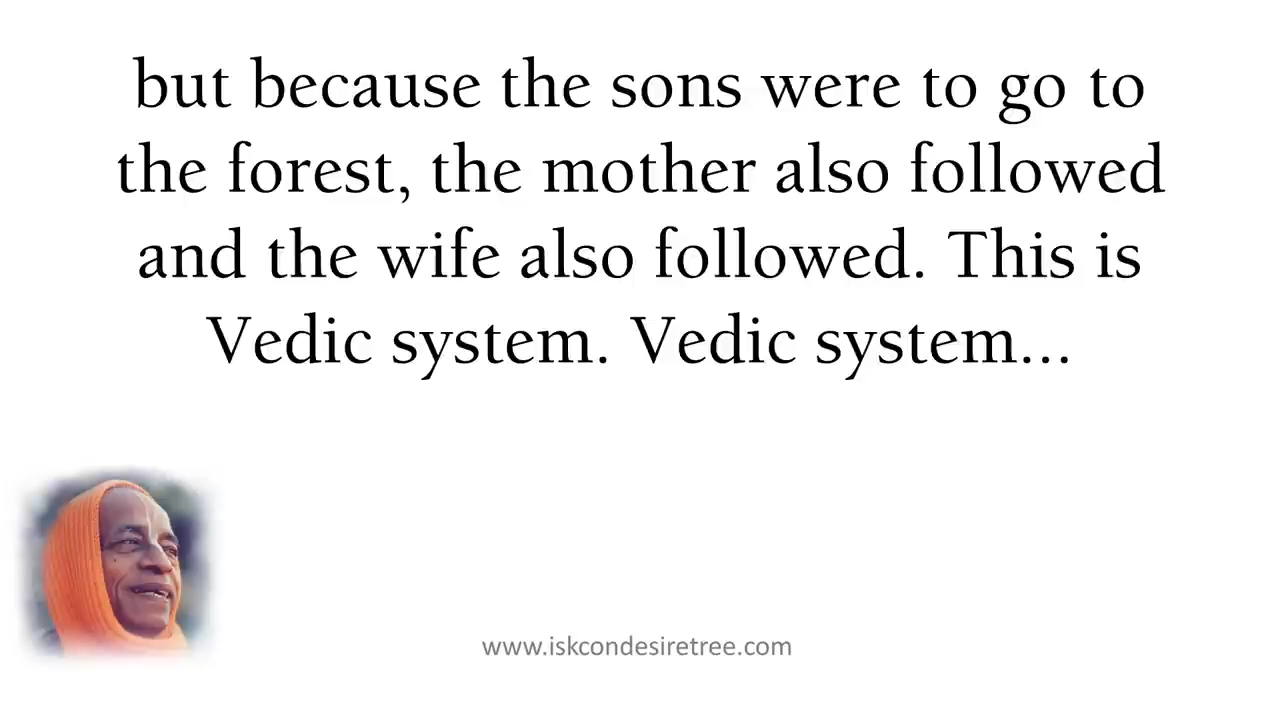 but because the sons were to go to
the forest, the mother also followed
and the wife also followed. This is
Vedic system. Vedic system...
www.iskcondesiretree.com